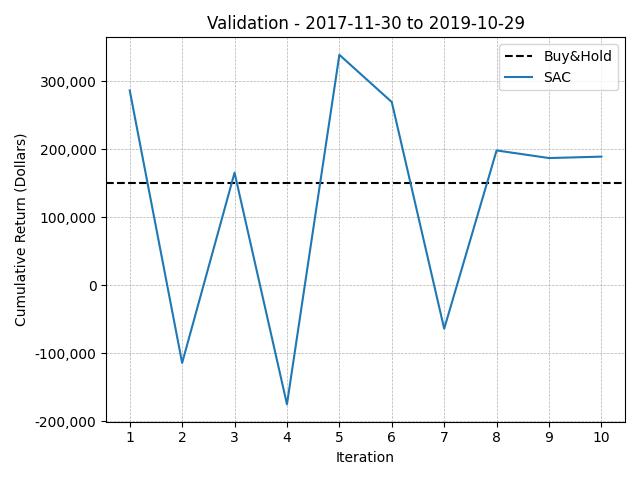 Validation - 2017-11-30 to 2019-10-29
Buy&Hold
SAC
300,000
200,000
100,000
0
-100,000
-200,000
Cumulative Return (Dollars)
1 2 3 4 5 6 7 8 9 10
Iteration